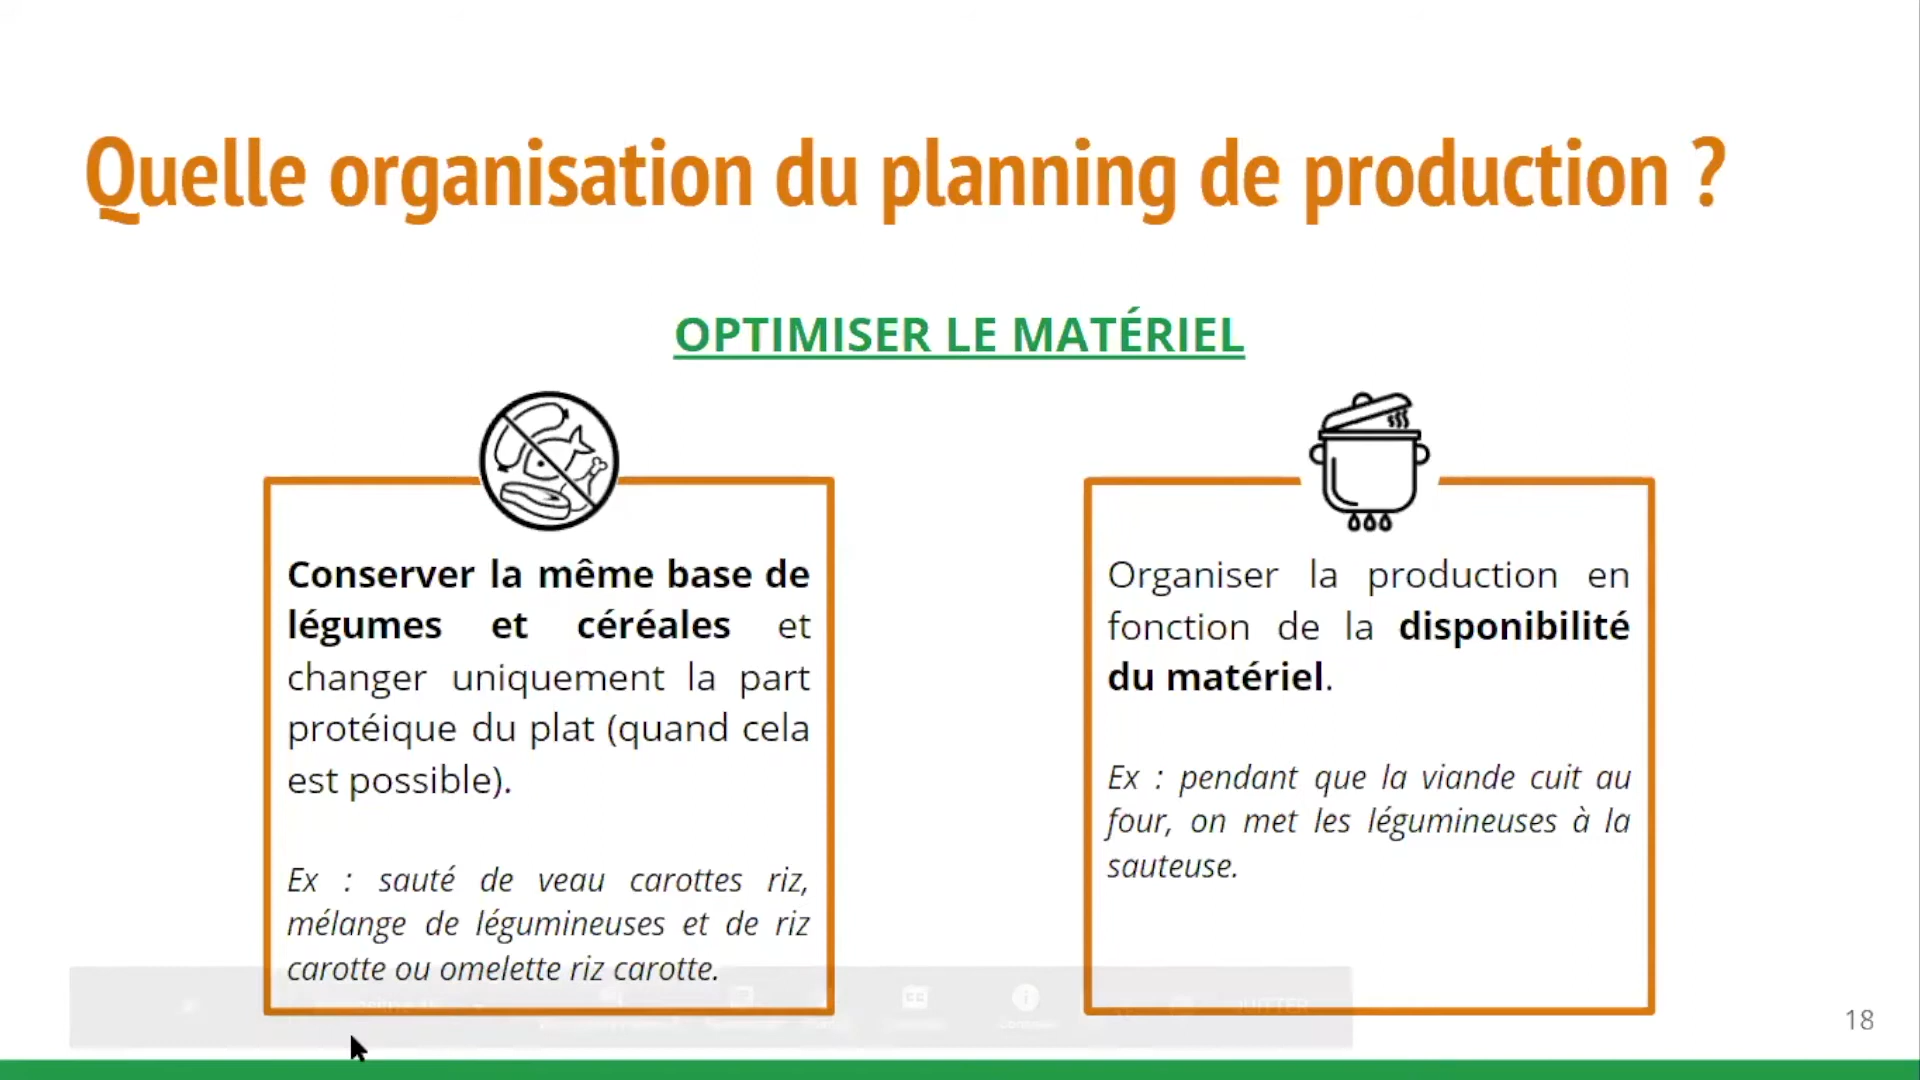 Quelle organisation du planning de production ?
OPTIMISER LE MATÉRIEL
Conserver la même base de
légumes et céréales et
changer uniquement la part
protéique du plat (quand cela
est possible).
Ex : sauté de veau carottes riz,
mélange de légumineuses et de riz
carotte ou omelette riz carotte.
Organiser la production en
fonction de la disponibilité
du matériel.
Ex : pendant que la viande cuit au
four, on met les légumineuses à la
sauteuse.
QUITTER
18